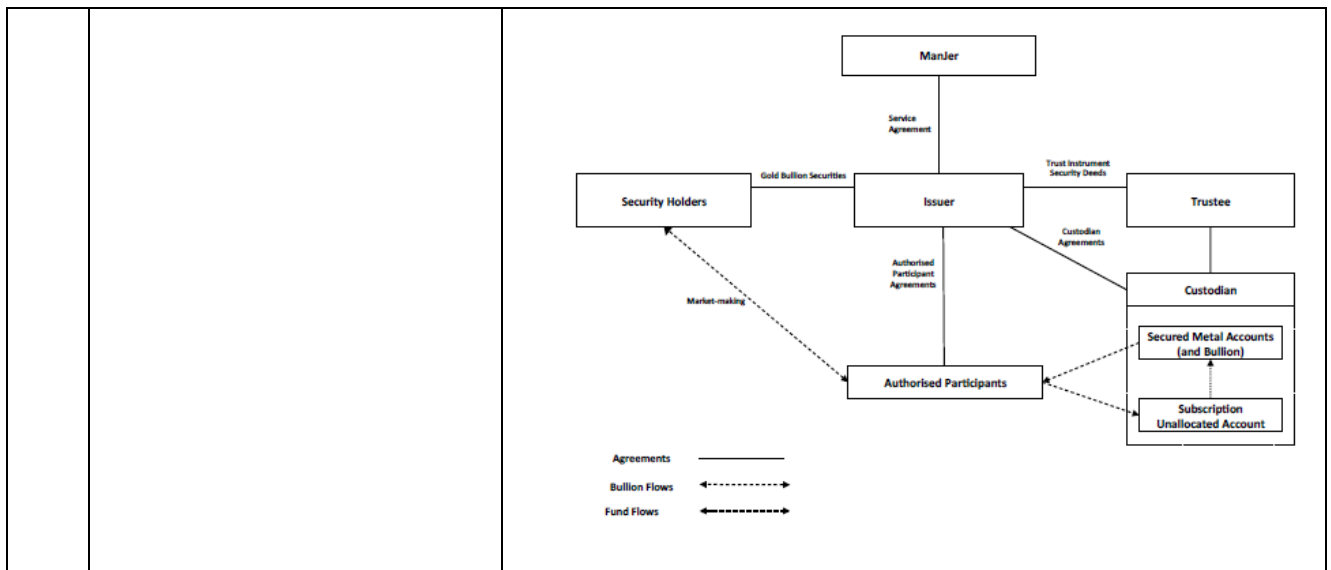 ManJer
Service
Agreement
Trust Instrument
Security Deeds
Gold Bullion Securities
Security Holders
Issuer
Trustee
Custodian
Agreements
Authorised
Participant
Agreements
Custodian
Market-making
Secured Metal Accounts
(and Bullion)
Authorised Participants
Subscription
Unallocated Account
Agreements
Bullion Flows
Fund Flows